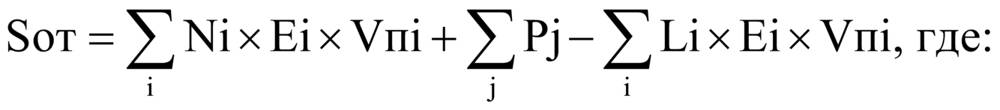 Sот = ∑ Ni × Ei × Vпi + ∑ Pj − ∑ Li × Ei × Vпi, где:
i j i